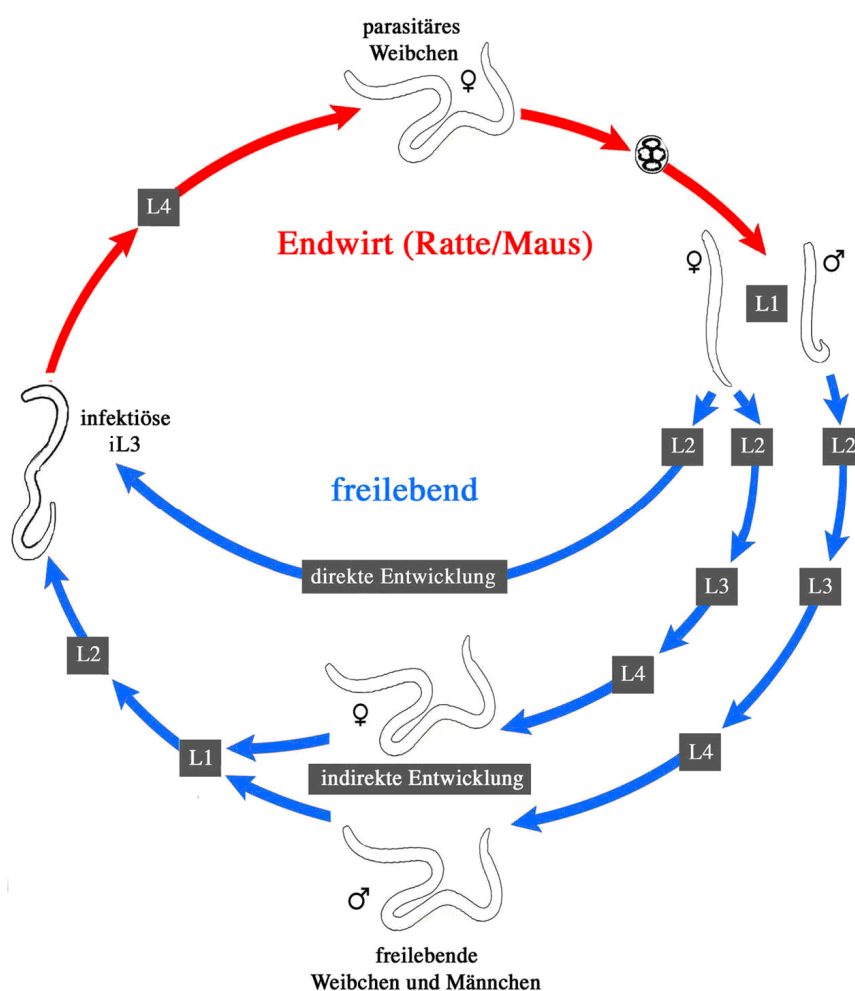 parasitäres
Weibchen
♀
L4
Endwirt (Ratte/Maus)
♀
♂
L1
infektiöse
iL3
L2
L2
L2
freilebend
direkte Entwicklung
L3
L3
L2
L4
♀
L1
indirekte Entwicklung
L4
♂
freilebende
Weibchen und Männchen